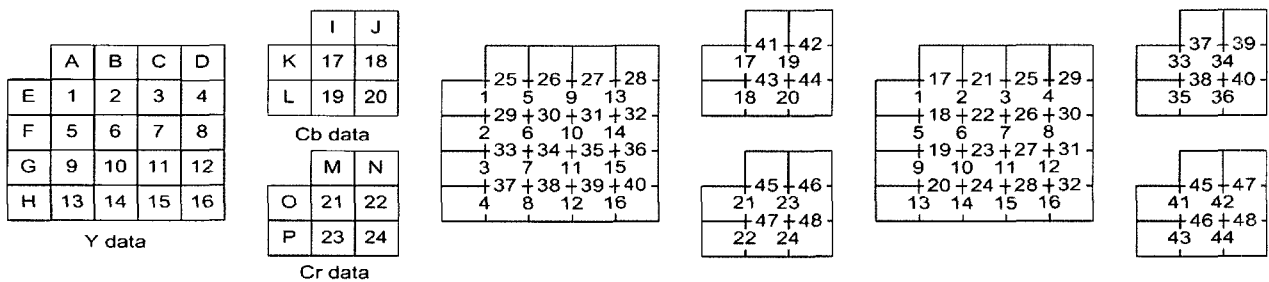 A B C D
E 1 2 3 4
F 5 6 7 8
G 9 10 11 12
H 13 14 15 16
Y data
I J
K 17 18
L 19 20
Cb data
M N
O 21 22
P 23 24
Cr data
25 26 27 28
1 5 9 13
29 30 31 32
2 6 10 14
33 34 35 36
3 7 11 15
37 38 39 40
4 8 12 16
41 42
17 19
43 44
18 20
45 46
21 23
47 48
22 24
17 21 25 29
1 2 3 4
18 22 26 30
5 6 7 8
19 23 27 31
9 10 11 12
20 24 28 32
13 14 15 16
37 39
33 34
38 40
35 36
45 47
41 42
46 48
43 44